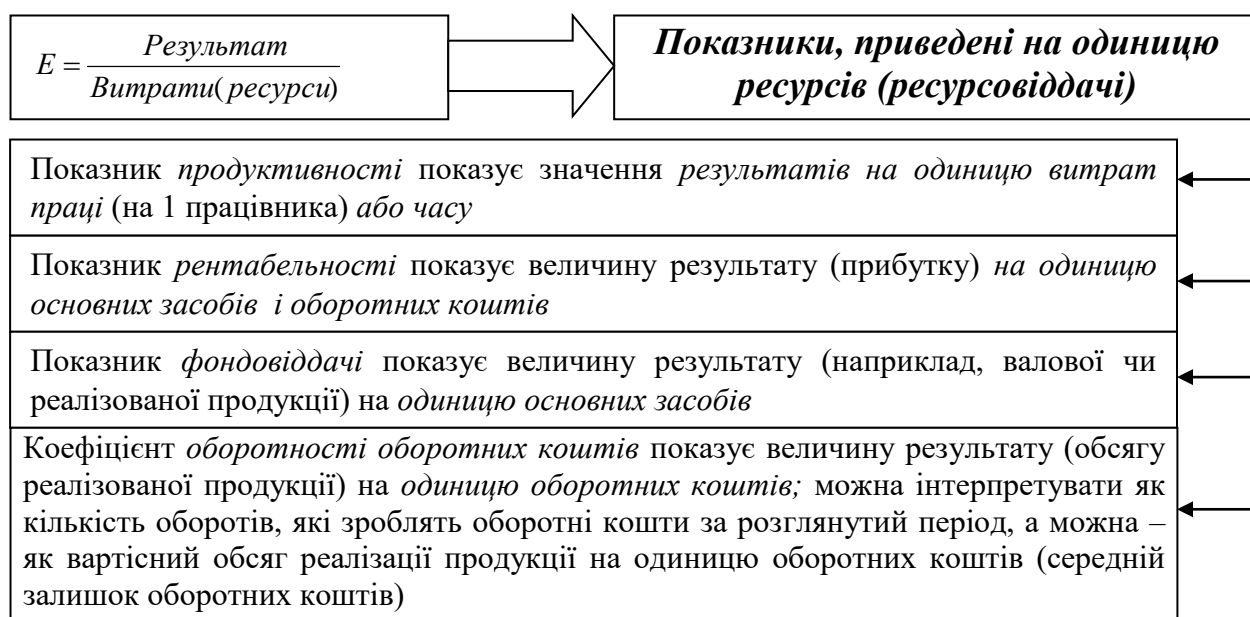 E = Результат / Витрати( ресурси)
Показники, приведені на одиницю
ресурсів (ресурсовіддачі)
Показник продуктивності показує значення результатів на одиницю витрат
праці (на 1 працівника) або часу
Показник рентабельності показує величину результату (прибутку) на одиницю
основних засобів і оборотних коштів
Показник фондовіддачі показує величину результату (наприклад, валової чи
реалізованої продукції) на одиницю основних засобів
Коефіцієнт оборотності оборотних коштів показує величину результату (обсягу
реалізованої продукції) на одиницю оборотних коштів; можна інтерпретувати як
кількість оборотів, які зроблять оборотні кошти за розглянутий період, а можна –
як вартісний обсяг реалізації продукції на одиницю оборотних коштів (середній
залишок оборотних коштів)